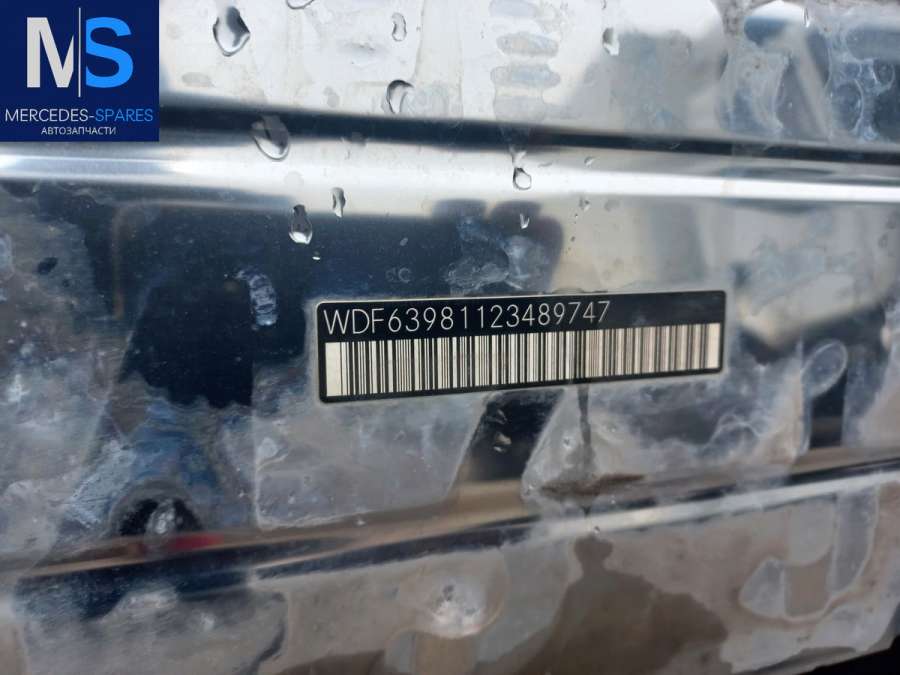 MS
MERCEDES-SPARES
АВТОЗАПЧАСТИ
WDF63981123489747